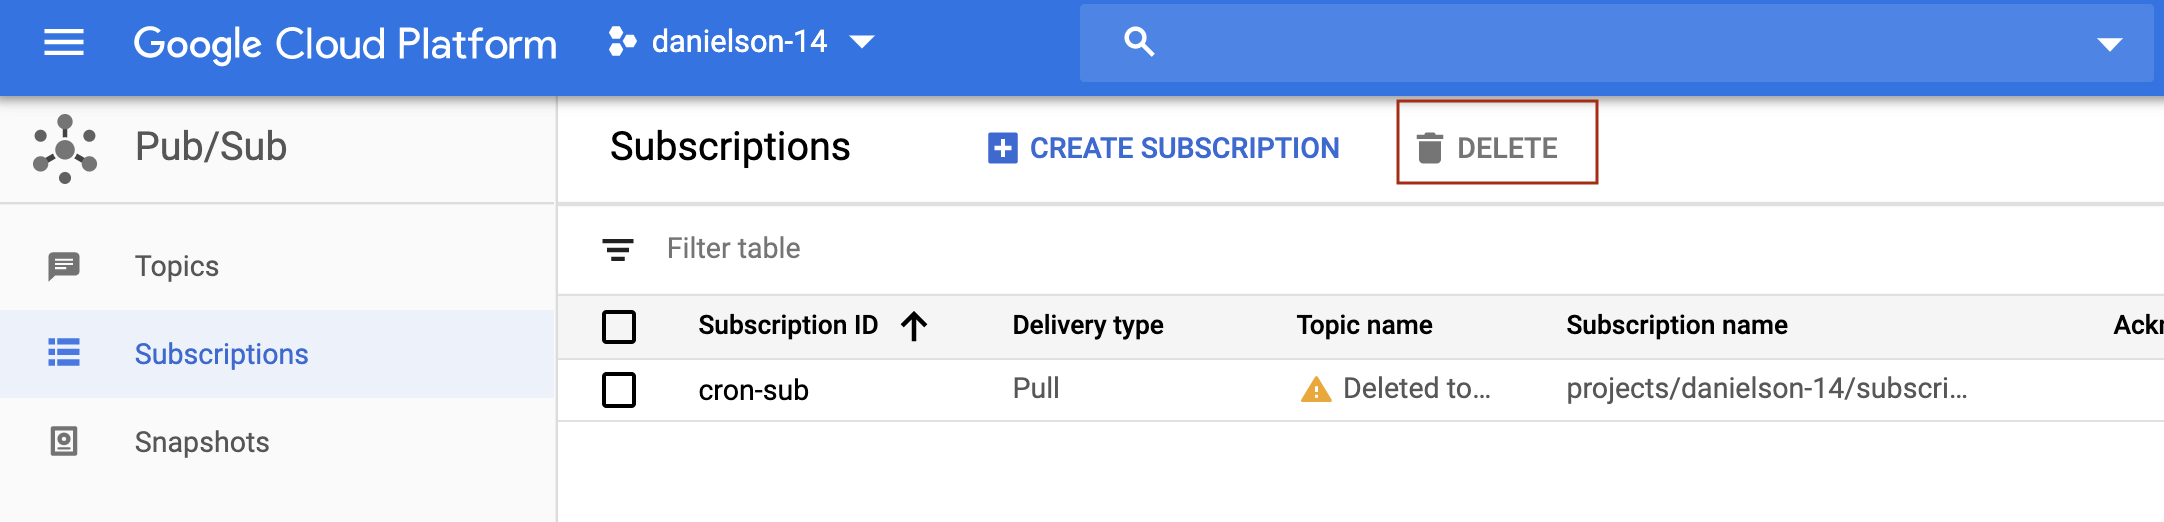 Google Cloud Platform danielson-14
Pub/Sub
Subscriptions CREATE SUBSCRIPTION DELETE
Topics
Subscriptions
Snapshots
Filter table
Subscription ID Delivery type Topic name Subscription name Ackr
cron-sub Pull Deleted to... projects/danielson-14/subscri...